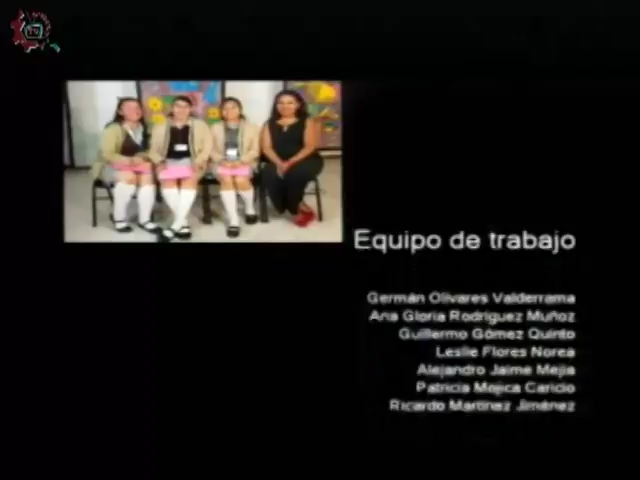 TV
Equipo de trabajo
Germán Olivares Valderrama
Ana Gloria Rodríguez Muñoz
Guillermo Gómez Quinto
Leslie Flores Norea
Alejandro Jaime Mejía
Patricia Mojica Caricio
Ricardo Martínez Jiménez